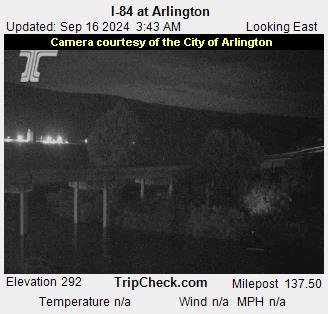 I-84 at Arlington
Updated: Sep 16 2024 3:43 AM Looking East
Camera courtesy of the City of Arlington
Elevation 292 TripCheck.com Milepost 137.50
Temperature n/a Wind n/a MPH n/a